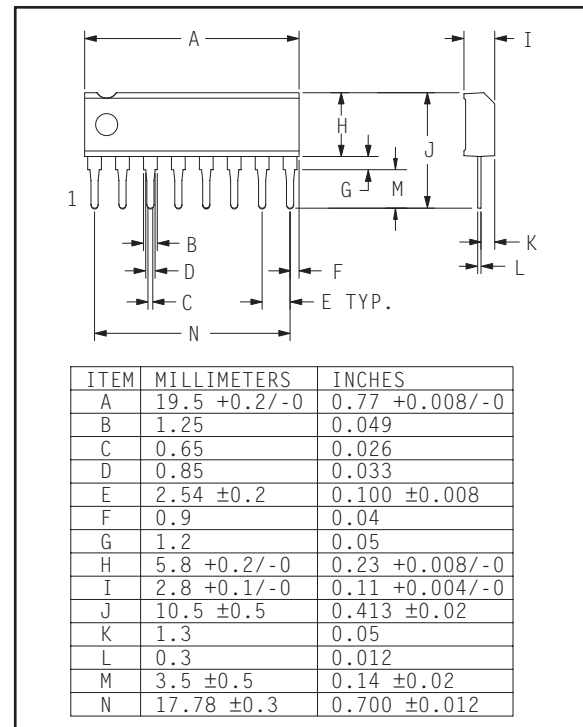 A
I
H
J
G
M
1
B
K
F
D
L
C
E TYP.
N
ITEM MILLIMETERS INCHES
A 19.5 +0.2/-0 0.77 +0.008/-0
B 1.25 0.049
C 0.65 0.026
D 0.85 0.033
E 2.54 ±0.2 0.100 ±0.008
F 0.9 0.04
G 1.2 0.05
H 5.8 +0.2/-0 0.23 +0.008/-0
I 2.8 +0.1/-0 0.11 +0.004/-0
J 10.5 ±0.5 0.413 ±0.02
K 1.3 0.05
L 0.3 0.012
M 3.5 ±0.5 0.14 ±0.02
N 17.78 ±0.3 0.700 ±0.012